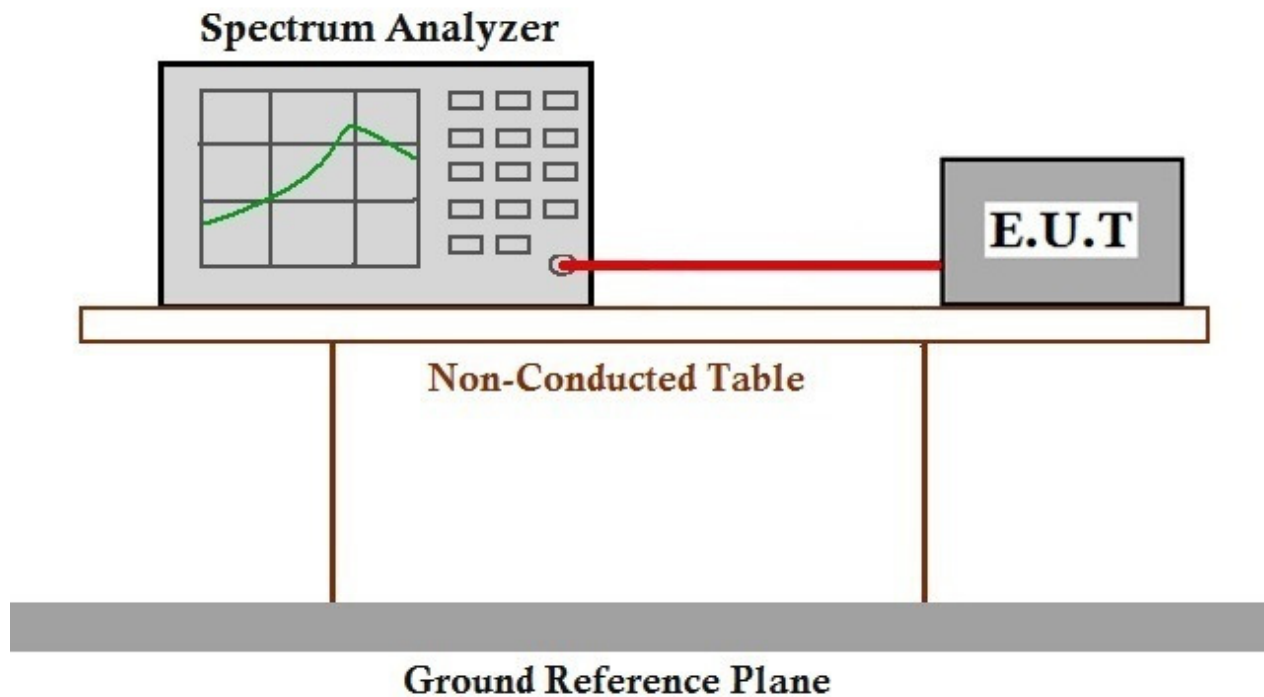 Spectrum Analyzer
E.U.T
Non-Conducted Table
Ground Reference Plane